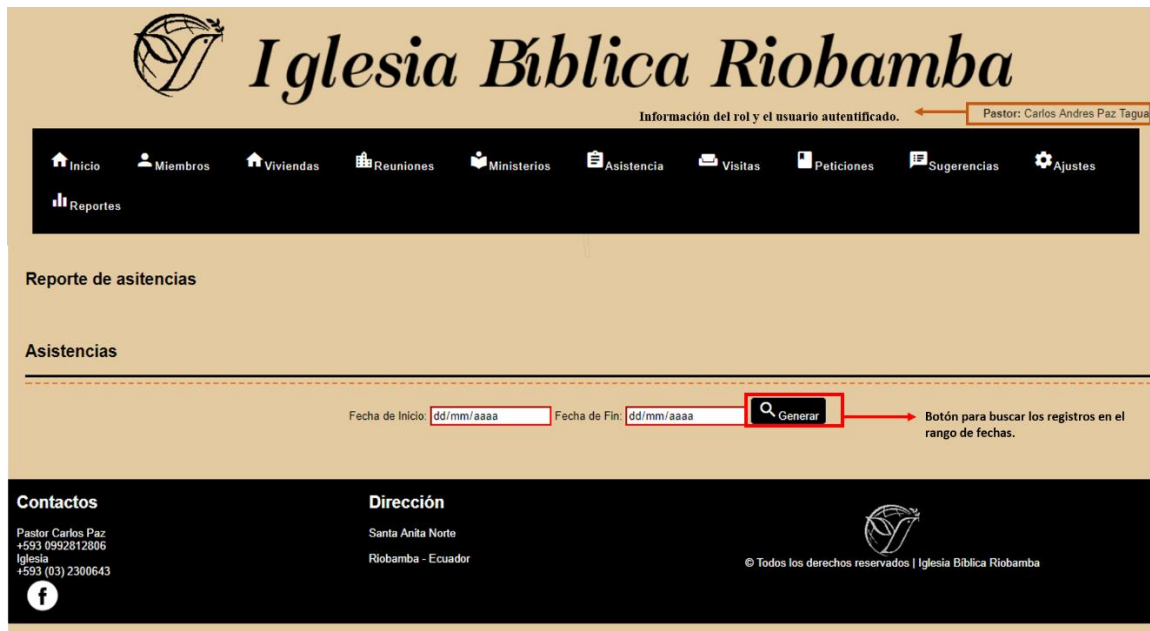 Iglesia Bíblica Riobamba
Información del rol y el usuario autentificado.
Pastor: Carlos Andres Paz Tagua
Inicio Miembros Viviendas Reuniones Ministerios Asistencia Visitas Peticiones Sugerencias Ajustes
Reportes
Reporte de asitencias
Asistencias
Fecha de Inicio: dd/mm/aaaa Fecha de Fin: dd/mm/aaaa Generar
Botón para buscar los registros en el
rango de fechas.
Contactos
Pastor Carlos Paz
+593 0992812806
Iglesia
+593 (03) 2300643
Dirección
Santa Anita Norte
Riobamba - Ecuador
© Todos los derechos reservados | Iglesia Bíblica Riobamba